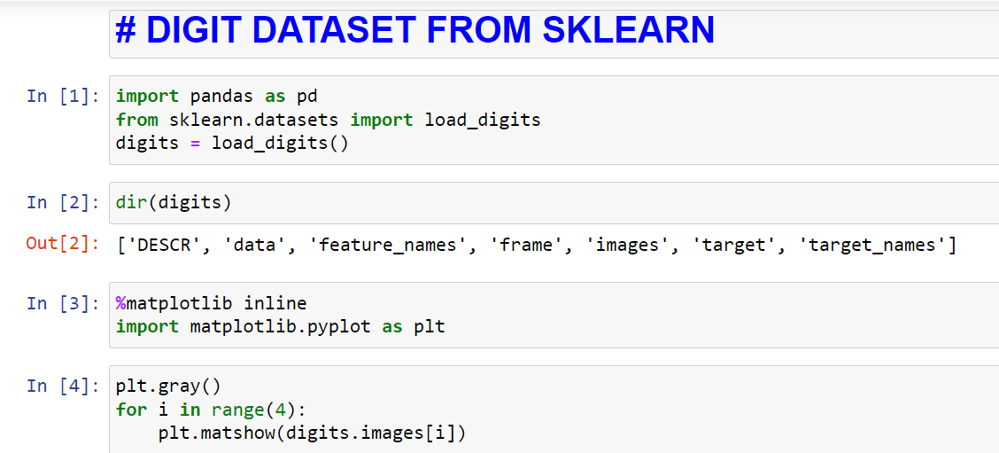 # DIGIT DATASET FROM SKLEARN
In [1]: import pandas as pd
from sklearn.datasets import load_digits
digits = load_digits()
In [2]: dir(digits)
Out[2]: ['DESCR', 'data', 'feature_names', 'frame', 'images', 'target', 'target_names']
In [3]: %matplotlib inline
import matplotlib.pyplot as plt
In [4]: plt.gray()
for i in range(4):
    plt.matshow(digits.images[i])